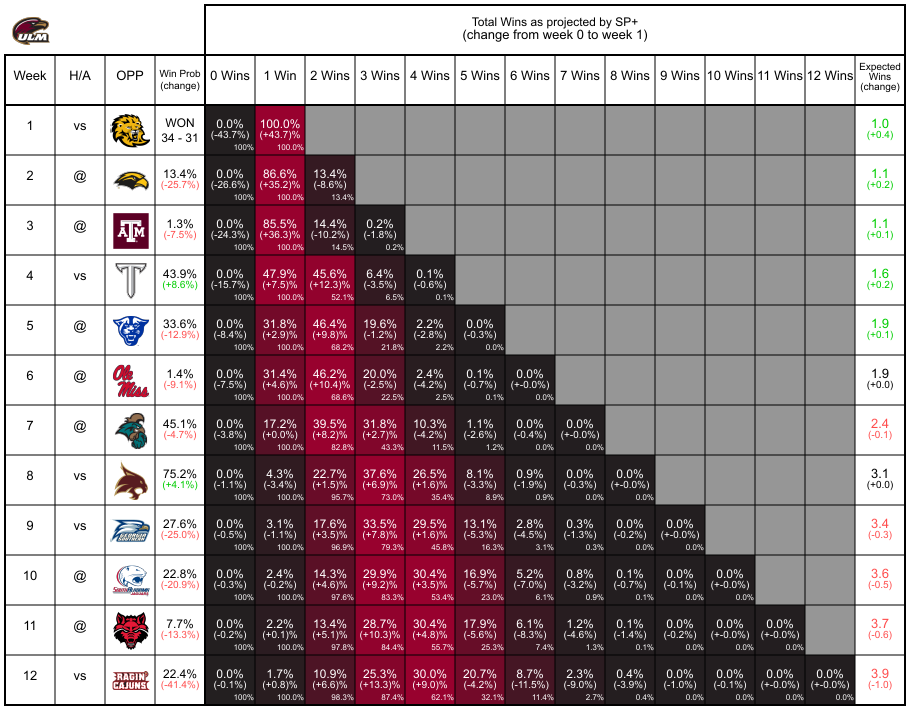 ULM
Total Wins as projected by SP+
(change from week 0 to week 1)
Week H/A OPP Win Prob (change) 0 Wins 1 Win 2 Wins 3 Wins 4 Wins 5 Wins 6 Wins 7 Wins 8 Wins 9 Wins 10 Wins 11 Wins 12 Wins Expected Wins (change)
1 vs WON 0.0% 100.0% 1.0
34 - 31 (-43.7%) (+43.7)% (+0.4)
100% 100.0%
2 @ 13.4% 0.0% 86.6% 13.4% 1.1
(-25.7%) (-26.6%) (+35.2)% (-8.6%) (+0.2)
100% 100.0% 13.4%
3 @ ATM 1.3% 0.0% 85.5% 14.4% 0.2% 1.1
(-7.5%) (-24.3%) (+36.3)% (-10.2%) (-1.8%) (+0.1)
100% 100.0% 14.5% 0.2%
4 vs T 43.9% 0.0% 47.9% 45.6% 6.4% 0.1% 1.6
(+8.6%) (-15.7%) (+7.5)% (+12.3)% (-3.5%) (-0.6%) (+0.2)
100% 100.0% 52.1% 6.5% 0.1%
5 @ 33.6% 0.0% 31.8% 46.4% 19.6% 2.2% 0.0% 1.9
(-12.9%) (-8.4%) (+2.9)% (+9.8)% (-1.2%) (-2.8%) (-0.3%) (+0.1)
100% 100.0% 68.2% 21.8% 2.2% 0.0%
6 @ Ole Miss 1.4% 0.0% 31.4% 46.2% 20.0% 2.4% 0.1% 0.0% 1.9
(-9.1%) (-7.5%) (+4.6)% (+10.4)% (-2.5%) (-4.2%) (-0.7%) (+-0.0%) (+0.0)
100% 100.0% 68.6% 22.5% 2.5% 0.1% 0.0%
7 @ 45.1% 0.0% 17.2% 39.5% 31.8% 10.3% 1.1% 0.0% 0.0% 2.4
(-4.7%) (-3.8%) (+0.0)% (+8.2)% (+2.7)% (-4.2%) (-2.6%) (-0.4%) (+-0.0%) (-0.1)
100% 100.0% 82.8% 43.3% 11.5% 1.2% 0.0% 0.0%
8 vs 75.2% 0.0% 4.3% 22.7% 37.6% 26.5% 8.1% 0.9% 0.0% 0.0% 3.1
(+4.1%) (-1.1%) (-3.4%) (+1.5)% (+6.9)% (+1.6)% (-3.3%) (-1.9%) (-0.3%) (+-0.0%) (+0.0)
100% 100.0% 95.7% 73.0% 35.4% 8.9% 0.9% 0.0% 0.0%
9 vs GEORGIA SOUTHERN 27.6% 0.0% 3.1% 17.6% 33.5% 29.5% 13.1% 2.8% 0.3% 0.0% 0.0% 3.4
(-25.0%) (-0.5%) (-1.1%) (+3.5)% (+7.8)% (+1.6)% (-5.3%) (-4.5%) (-1.3%) (-0.2%) (+-0.0%) (-0.3)
100% 100.0% 96.9% 79.3% 45.8% 16.3% 3.1% 0.3% 0.0% 0.0%
10 @ SOUTH ALABAMA JAGUARS 22.8% 0.0% 2.4% 14.3% 29.9% 30.4% 16.9% 5.2% 0.8% 0.1% 0.0% 0.0% 3.6
(-20.9%) (-0.3%) (-0.2%) (+4.6)% (+9.2)% (+3.5)% (-5.7%) (-7.0%) (-3.2%) (-0.7%) (-0.1%) (+-0.0%) (-0.5)
100% 100.0% 97.6% 83.3% 53.4% 23.0% 6.1% 0.9% 0.1% 0.0% 0.0%
11 @ 7.7% 0.0% 2.2% 13.4% 28.7% 30.4% 17.9% 6.1% 1.2% 0.1% 0.0% 0.0% 0.0% 3.7
(-13.3%) (-0.2%) (+0.1)% (+5.1)% (+10.3)% (+4.8)% (-5.6%) (-8.3%) (-4.6%) (-1.4%) (-0.2%) (+-0.0%) (+-0.0%) (-0.6)
100% 100.0% 97.8% 84.4% 55.7% 25.3% 7.4% 1.3% 0.1% 0.0% 0.0% 0.0%
12 vs RAGIN CAJUNS 22.4% 0.0% 1.7% 10.9% 25.3% 30.0% 20.7% 8.7% 2.3% 0.4% 0.0% 0.0% 0.0% 0.0% 3.9
(-41.4%) (-0.1%) (+0.8)% (+6.6)% (+13.3)% (+9.0)% (-4.2%) (-11.5%) (-9.0%) (-3.9%) (-1.0%) (-0.1%) (+-0.0%) (+-0.0%) (-1.0)
100% 100.0% 98.3% 87.4% 62.1% 32.1% 11.4% 2.7% 0.4% 0.0% 0.0% 0.0% 0.0%